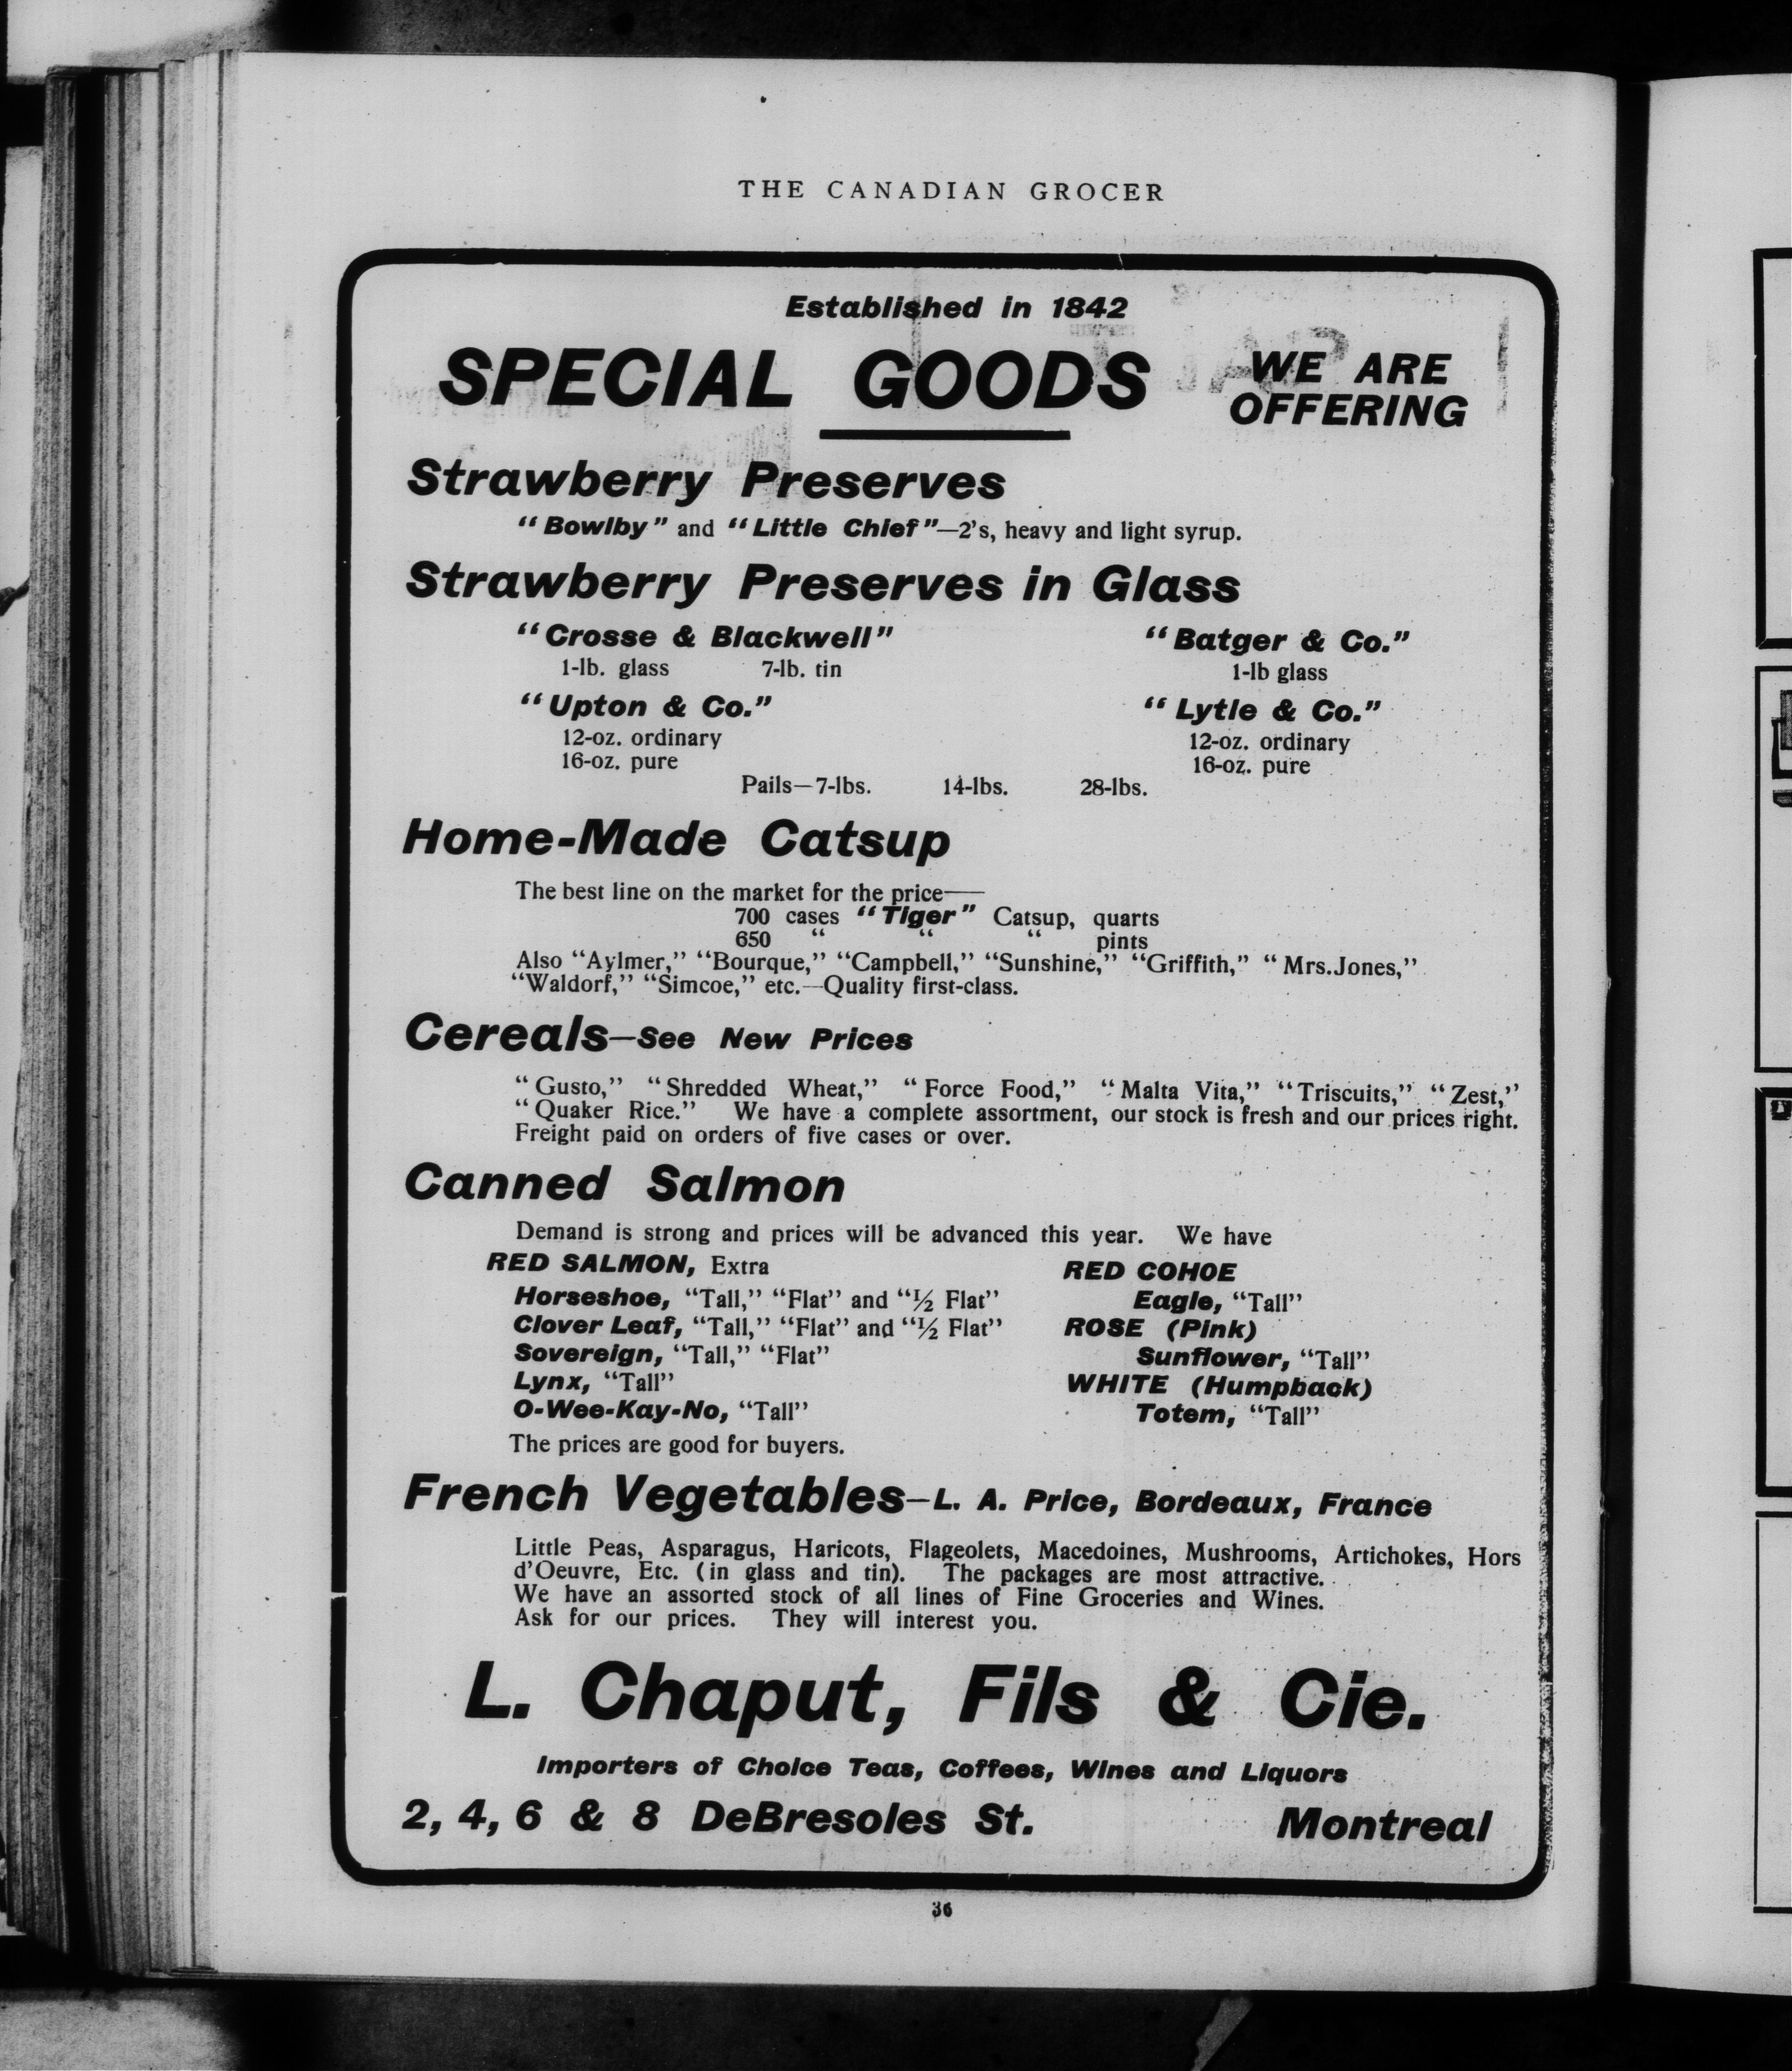 THE CANADIAN GROCER
Established in 1842
SPECIAL GOODS
WE ARE
OFFERING
Strawberry Preserves
“Bowlby” and “Little Chief”—2's, heavy and light syrup.
Strawberry Preserves in Glass
“Crosse & Blackwell”
1-lb. glass 7-lb. tin
“Batger & Co.”
1-lb glass
“Upton & Co.”
12-oz. ordinary
16-oz. pure
“Lytle & Co.”
12-oz. ordinary
16-oz. pure
Pails—7-lbs. 14-lbs. 28-lbs.
Home-Made Catsup
The best line on the market for the price—
700 cases “Tiger” Catsup, quarts
650 “ “ “ pints
Also “Aylmer,” “Bourque,” “Campbell,” “Sunshine,” “Griffith,” “Mrs. Jones,”
“Waldorf,” “Simcoe,” etc.—Quality first-class.
Cereals—See New Prices
“Gusto,” “Shredded Wheat,” “Force Food,” “Malta Vita,” “Triscuits,” “Zest,”
“Quaker Rice.” We have a complete assortment, our stock is fresh and our prices right.
Freight paid on orders of five cases or over.
Canned Salmon
Demand is strong and prices will be advanced this year. We have
RED SALMON, Extra
Horseshoe, “Tall,” “Flat” and “½ Flat”
Clover Leaf, “Tall,” “Flat” and “½ Flat”
Sovereign, “Tall,” “Flat”
Lynx, “Tall”
O-Wee-Kay-No, “Tall”
RED COHOE
Eagle, “Tall”
ROSE (Pink)
Sunflower, “Tall”
WHITE (Humpback)
Totem, “Tall”
The prices are good for buyers.
French Vegetables—L. A. Price, Bordeaux, France
Little Peas, Asparagus, Haricots, Flageolets, Macedoines, Mushrooms, Artichokes, Hors
d'Oeuvre, Etc. (in glass and tin). The packages are most attractive.
We have an assorted stock of all lines of Fine Groceries and Wines.
Ask for our prices. They will interest you.
L. Chaput, Fils & Cie.
Importers of Choice Teas, Coffees, Wines and Liquors
2, 4, 6 & 8 DeBresoles St. Montreal
36